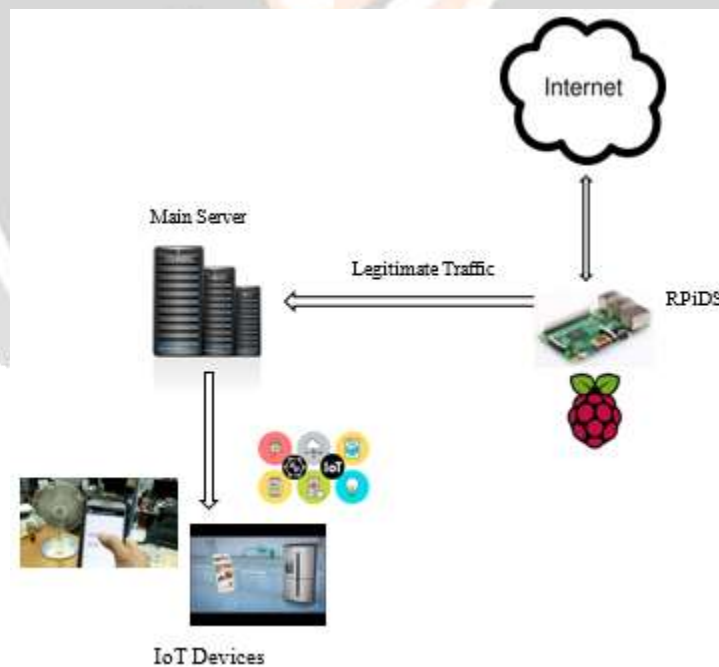 Internet
Main Server
Legitimate Traffic
RPiDS
IoT
IoT Devices